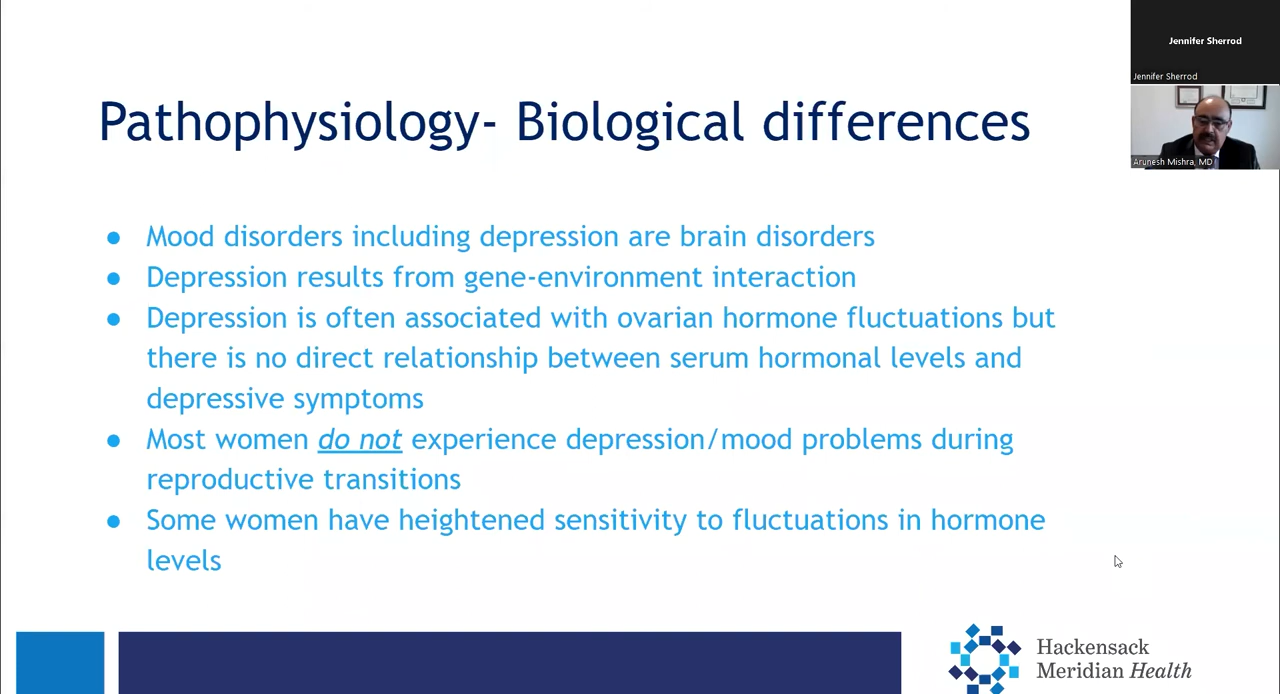 Pathophysiology- Biological differences
● Mood disorders including depression are brain disorders
● Depression results from gene-environment interaction
● Depression is often associated with ovarian hormone fluctuations but
there is no direct relationship between serum hormonal levels and
depressive symptoms
● Most women do not experience depression/mood problems during
reproductive transitions
● Some women have heightened sensitivity to fluctuations in hormone
levels
Hackensack
Meridian Health
Jennifer Sherrod
Jennifer Sherrod
Arunesh Mishra, MD